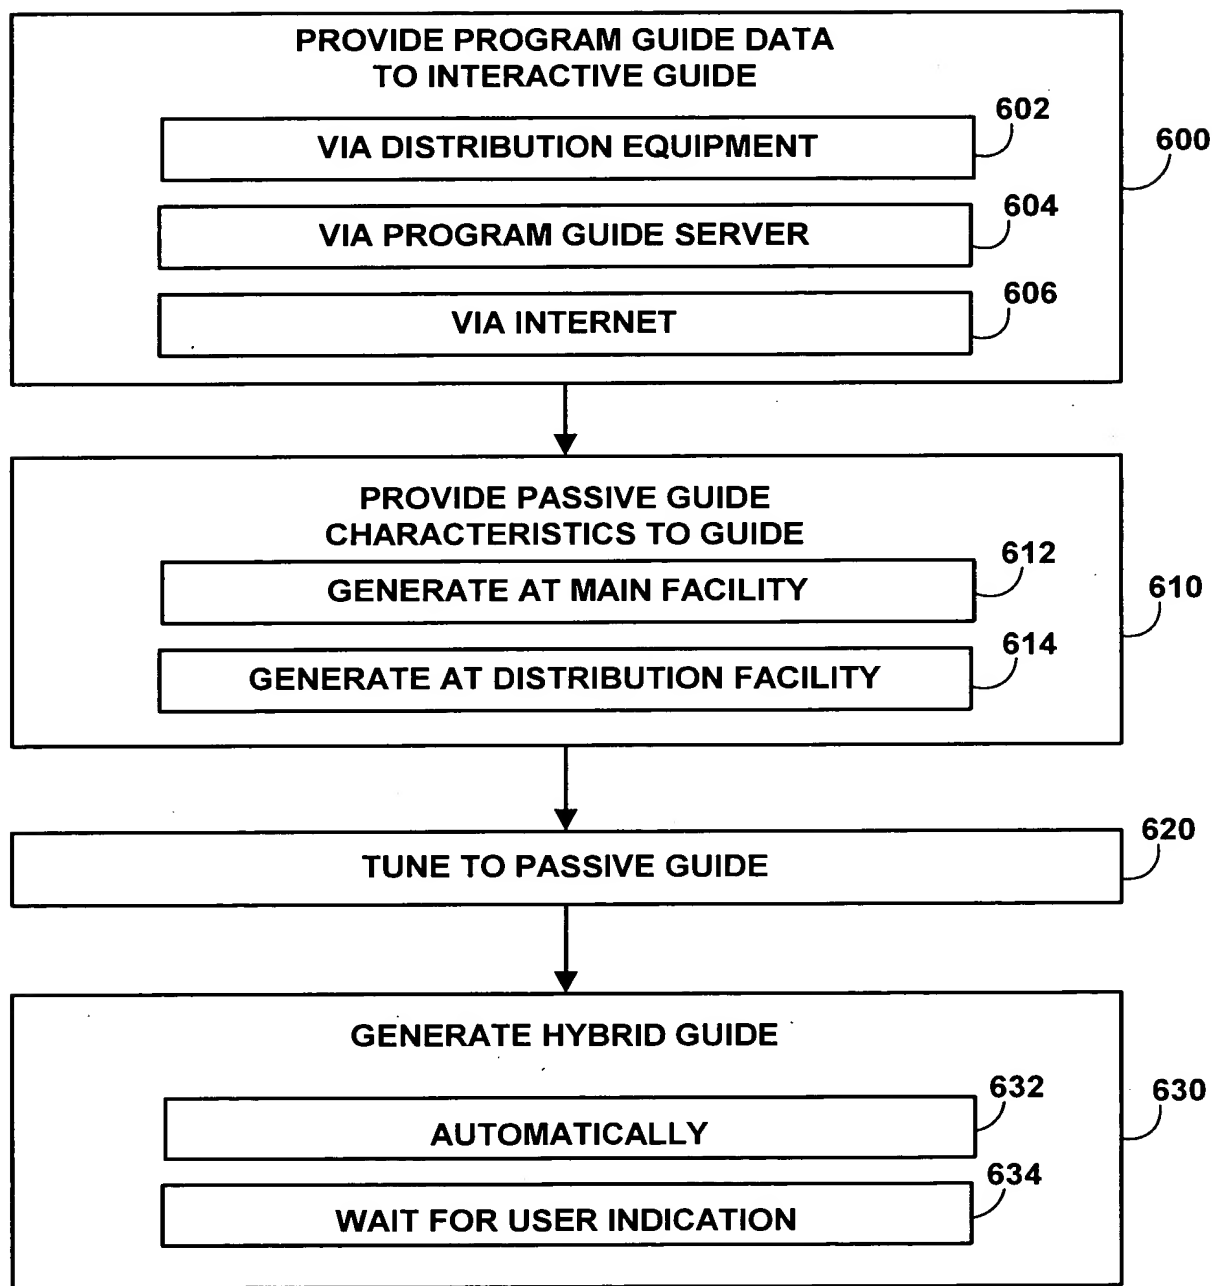 PROVIDE PROGRAM GUIDE DATA
TO INTERACTIVE GUIDE
602
VIA DISTRIBUTION EQUIPMENT
600
604
VIA PROGRAM GUIDE SERVER
606
VIA INTERNET
PROVIDE PASSIVE GUIDE
CHARACTERISTICS TO GUIDE
612
GENERATE AT MAIN FACILITY
610
614
GENERATE AT DISTRIBUTION FACILITY
620
TUNE TO PASSIVE GUIDE
GENERATE HYBRID GUIDE
632
630
AUTOMATICALLY
634
WAIT FOR USER INDICATION